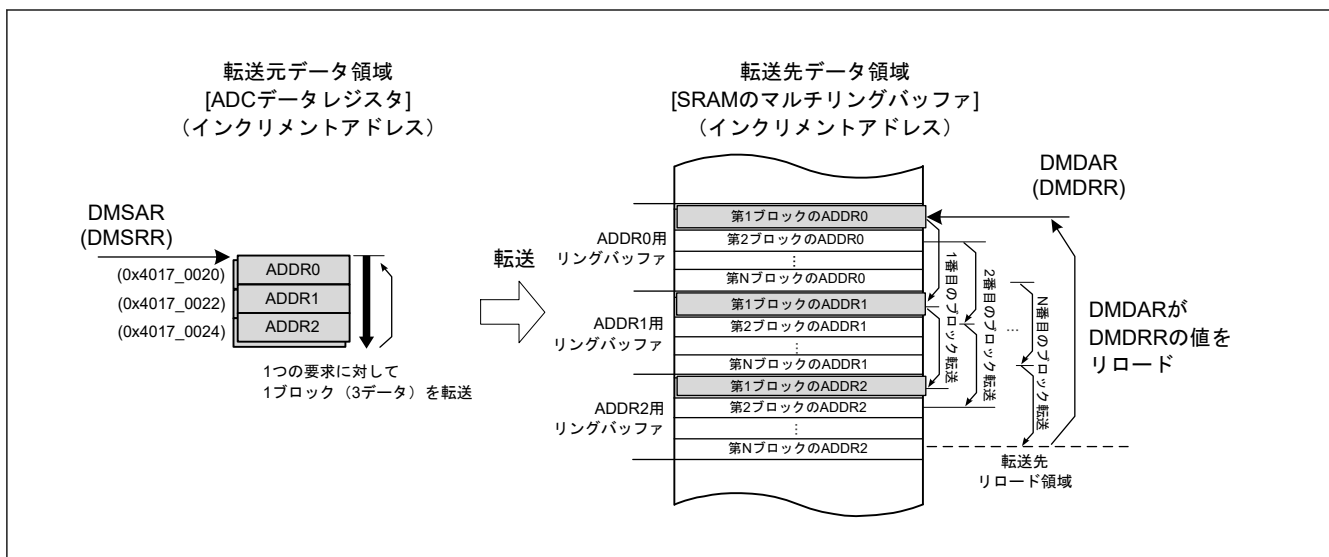 転送元データ領域
[ADCデータレジスタ]
（インクリメントアドレス）
DMSAR
(DMSRR)
(0x4017_0020)
ADDR0
(0x4017_0022)
ADDR1
(0x4017_0024)
ADDR2
1つの要求に対して
1ブロック（3データ）を転送
転送
転送先データ領域
[SRAMのマルチリングバッファ]
（インクリメントアドレス）
DMDAR
(DMDRR)
ADDR0用
リングバッファ
第1ブロックのADDR0
第2ブロックのADDR0
⋮
第NブロックのADDR0
ADDR1用
リングバッファ
第1ブロックのADDR1
第2ブロックのADDR1
⋮
第NブロックのADDR1
ADDR2用
リングバッファ
第1ブロックのADDR2
第2ブロックのADDR2
⋮
第NブロックのADDR2
1番目のブロック転送
2番目のブロック転送
…
N番目のブロック転送
DMDARが
DMDRRの値を
リロード
転送先
リロード領域